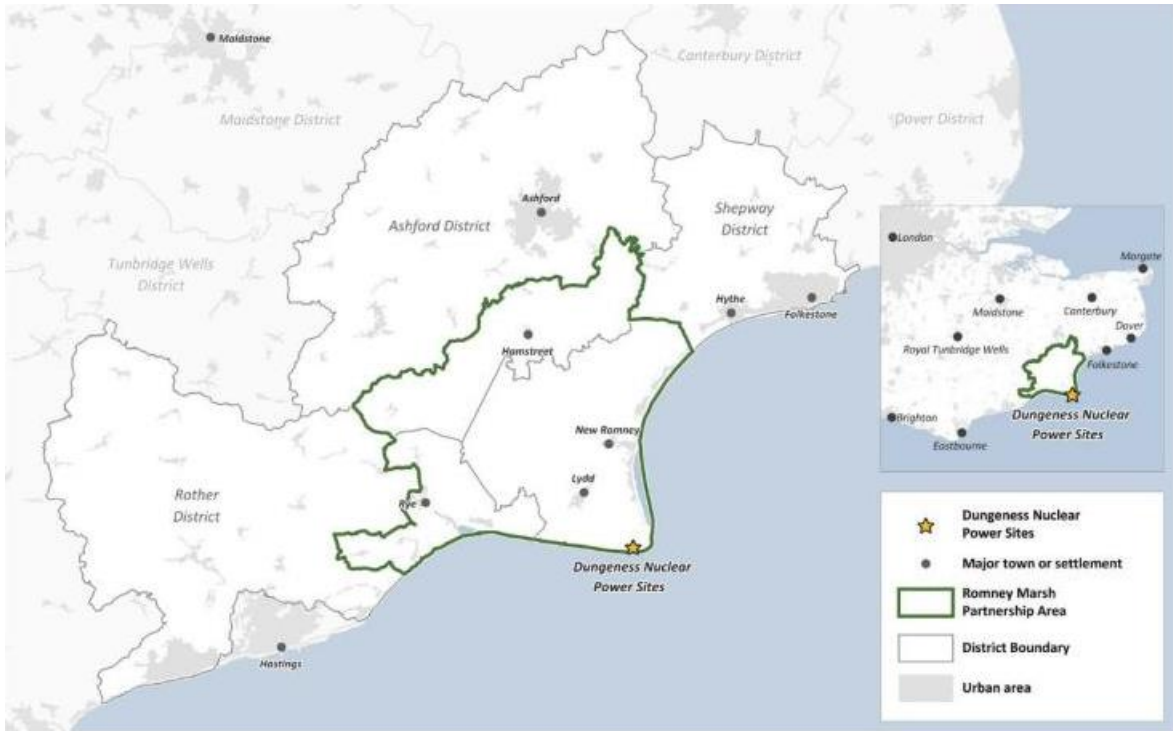 Maidstone
Canterbury District
Maidstone District
Dover District
Ashford
Ashford District
Shepway
District
Tunbridge Wells
District
Hythe
Folkestone
Hamstreet
New Romney
Lydd
Rye
Rother
District
Dungeness Nuclear
Power Sites
Hastings
London
Margate
Maidstone
Canterbury
Dover
Royal Tunbridge Wells
Folkestone
Dungeness Nuclear
Power Sites
Brighton
Eastbourne
Dungeness Nuclear
Power Sites
Major town or settlement
Romney Marsh
Partnership Area
District Boundary
Urban area